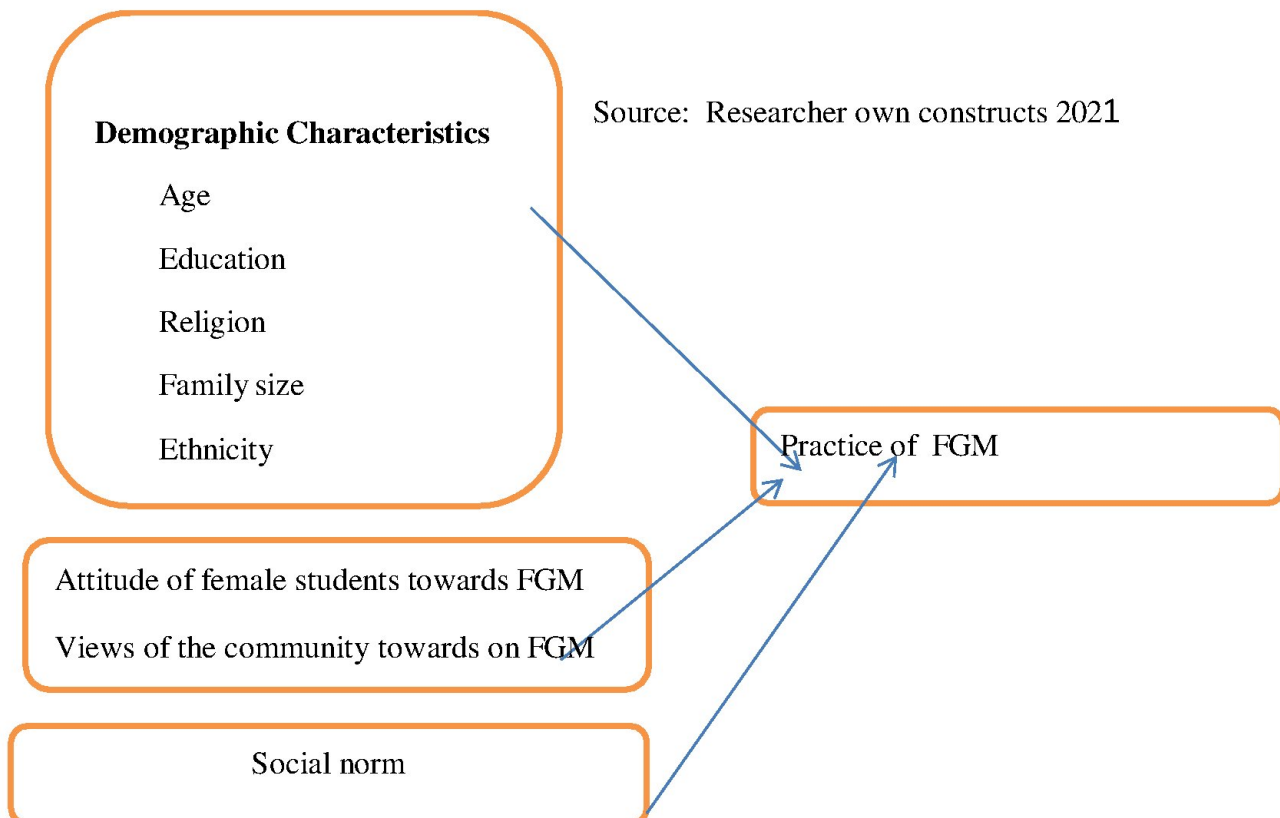 Demographic Characteristics
Age
Education
Religion
Family size
Ethnicity
Source: Researcher own constructs 2021
Practice of FGM
Attitude of female students towards FGM
Views of the community towards on FGM
Social norm